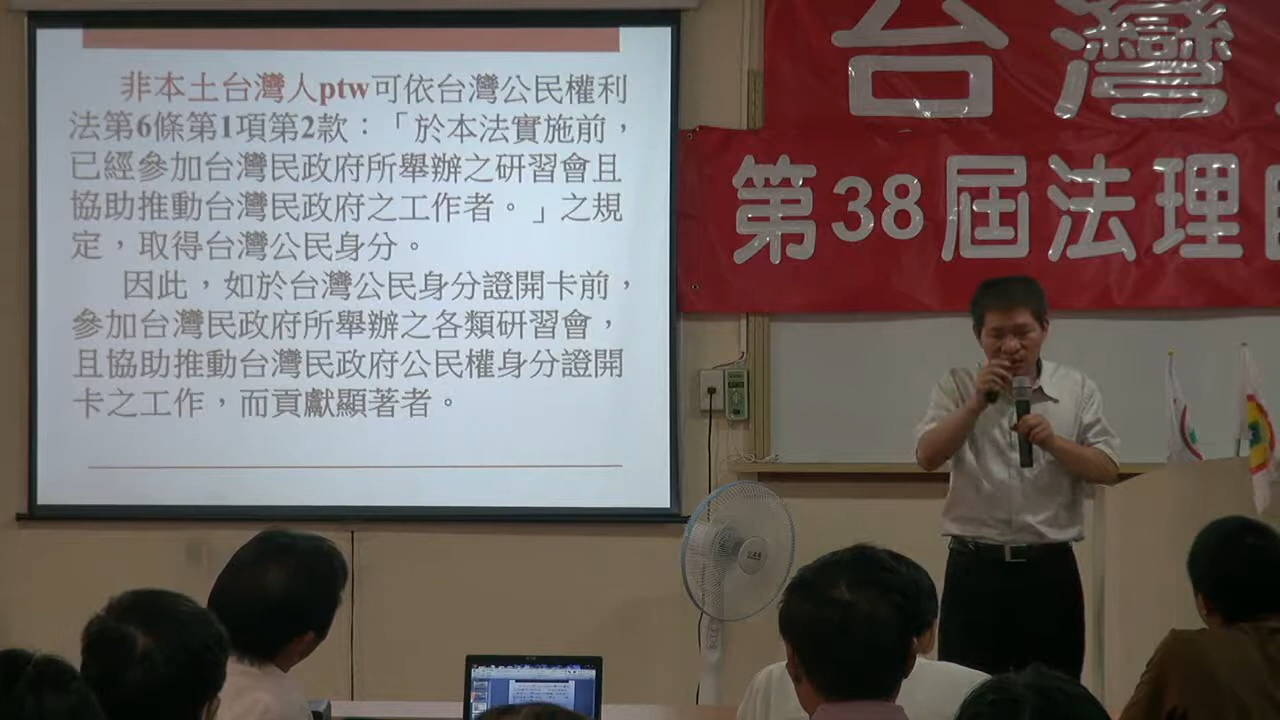 非本土台灣人ptw可依台灣公民權利
法第6條第1項第2款：「於本法實施前，
已經參加台灣民政府所舉辦之研習會且
協助推動台灣民政府之工作者。」之規
定，取得台灣公民身分。
因此，如於台灣公民身分證開卡前，
參加台灣民政府所舉辦之各類研習會，
且協助推動台灣民政府公民權身分證開
卡之工作，而貢獻顯著者。
台灣
第38屆法理